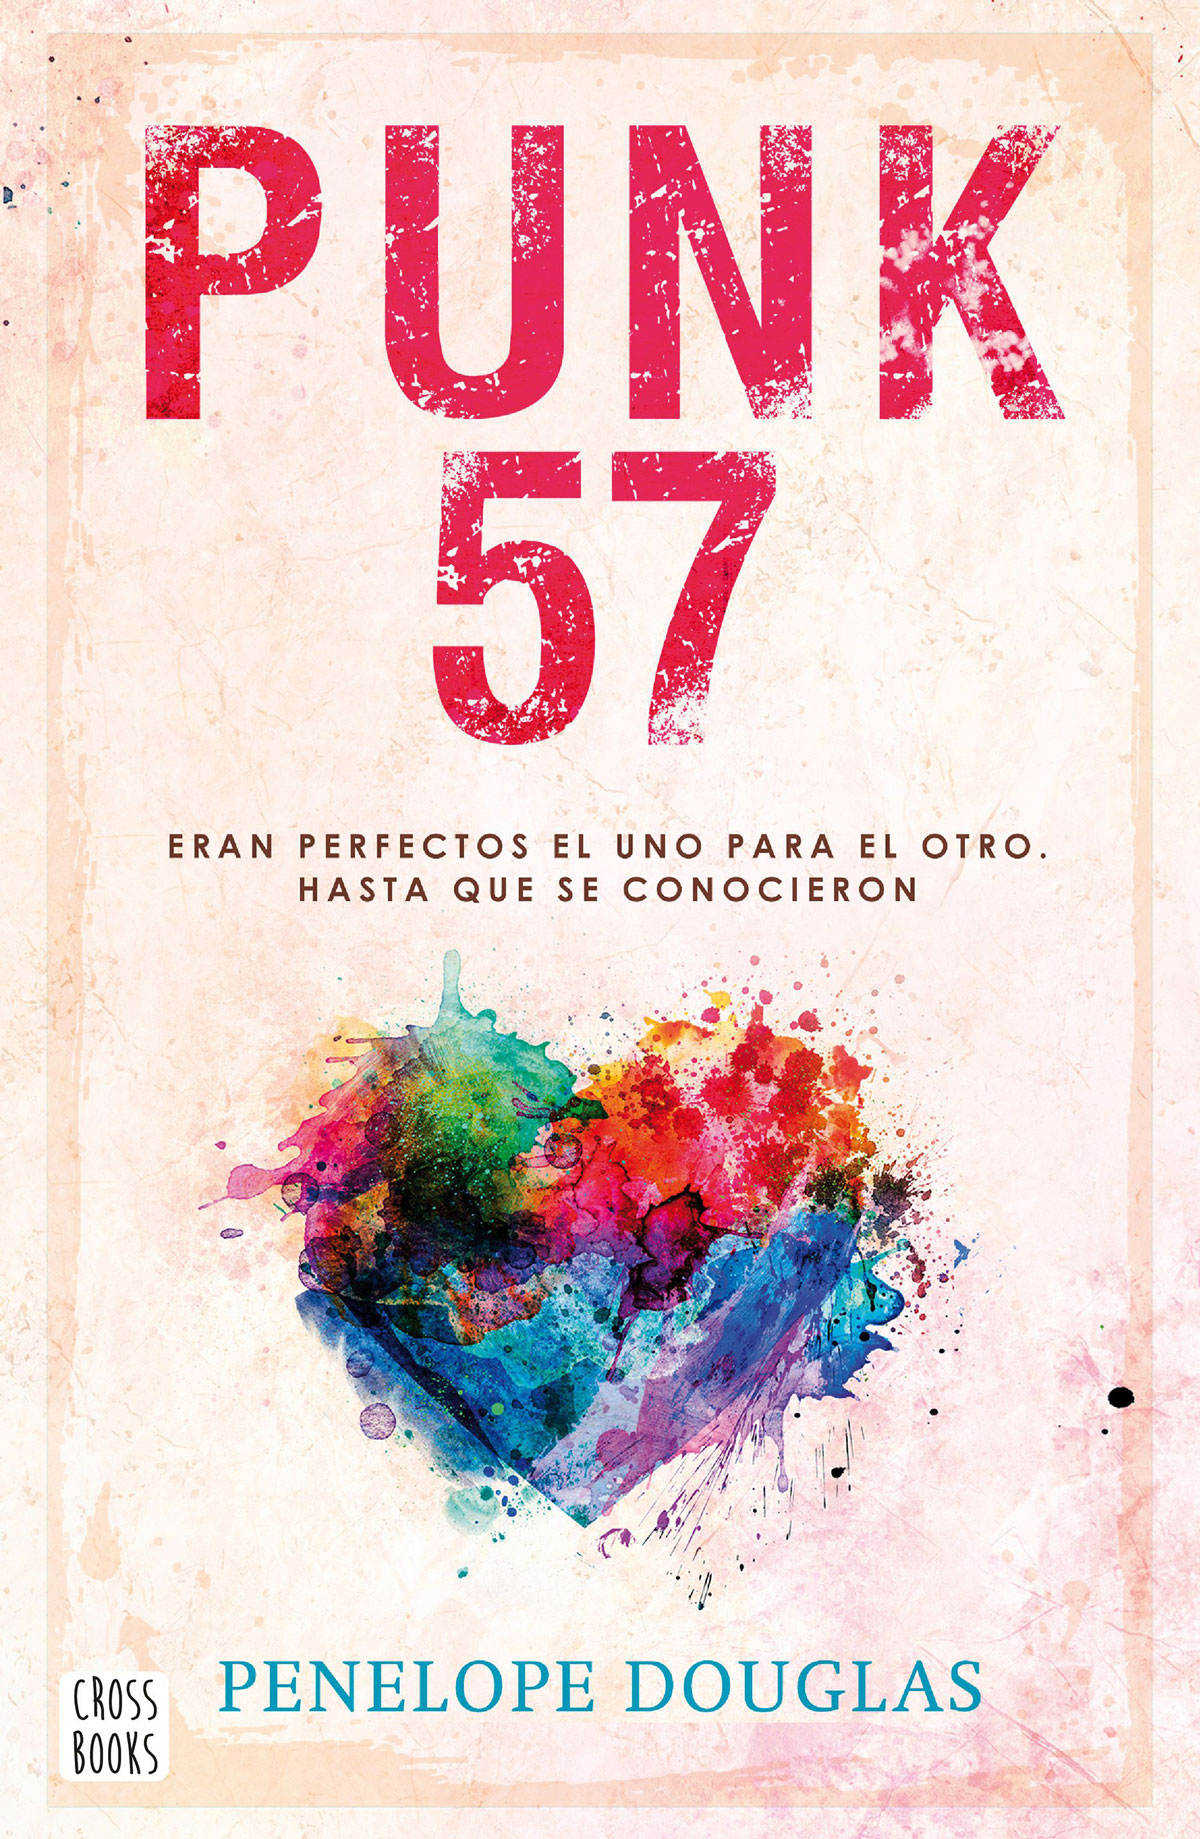 PUNK
57
ERAN PERFECTOS EL UNO PARA EL OTRO.
HASTA QUE SE CONOCIERON
PENELOPE DOUGLAS
CROSS
BOOKS